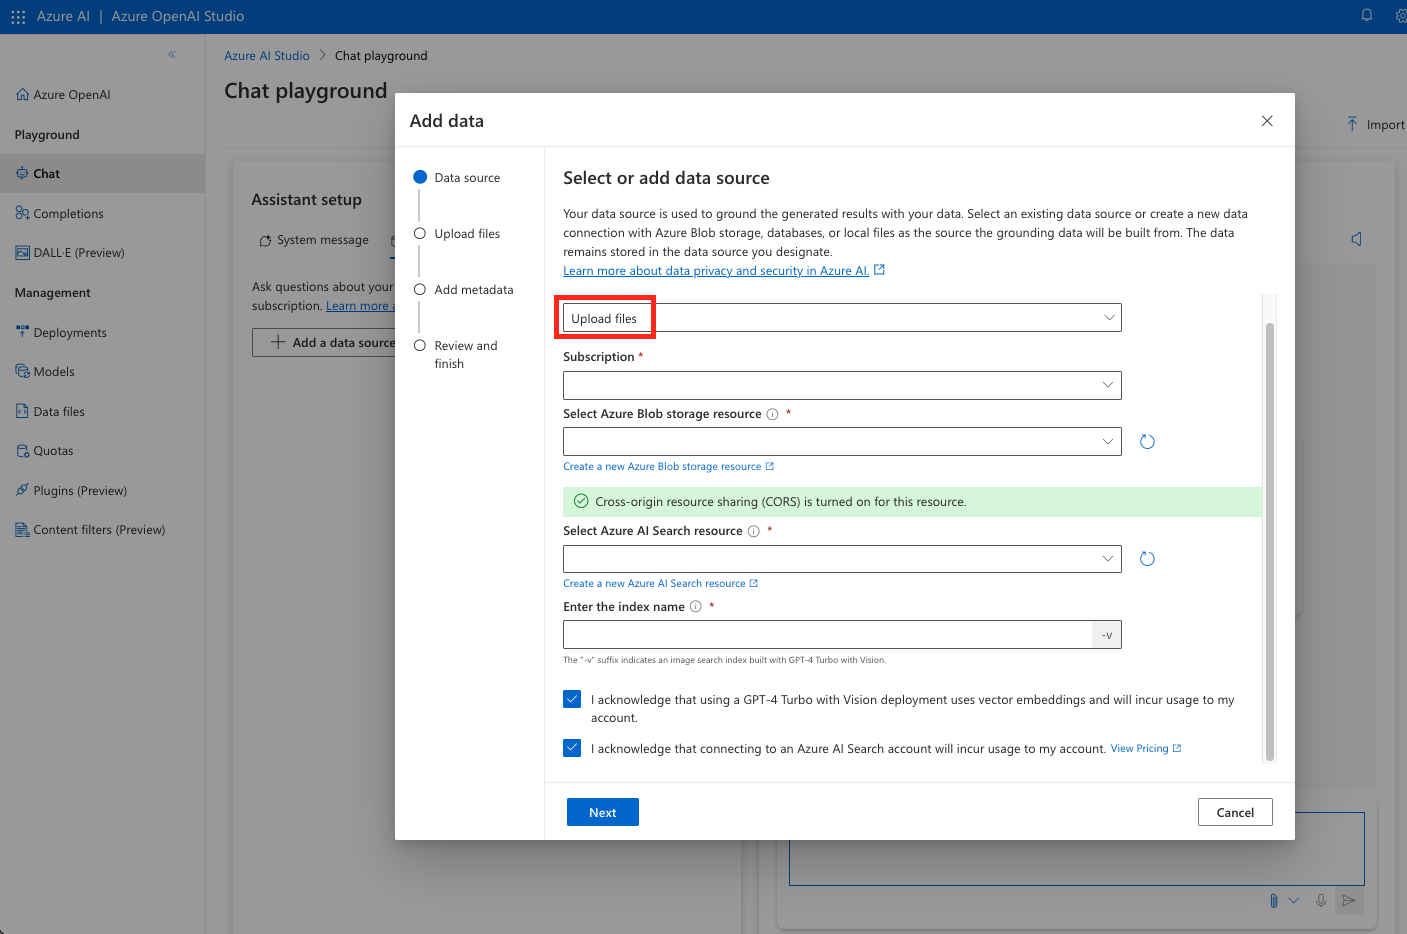 Azure AI | Azure OpenAI Studio
Azure AI Studio > Chat playground
Chat playground
Import
Azure OpenAI
Playground
Chat
Completions
DALL·E (Preview)
Management
Deployments
Models
Data files
Quotas
Plugins (Preview)
Content filters (Preview)
Assistant setup
System message
Ask questions about your
subscription. Learn more a
Add a data source
Add data
Data source
Upload files
Add metadata
Review and
finish
Select or add data source
Your data source is used to ground the generated results with your data. Select an existing data source or create a new data
connection with Azure Blob storage, databases, or local files as the source the grounding data will be built from. The data
remains stored in the data source you designate.
Learn more about data privacy and security in Azure AI.
Upload files
Subscription *
Select Azure Blob storage resource *
Create a new Azure Blob storage resource
Cross-origin resource sharing (CORS) is turned on for this resource.
Select Azure AI Search resource *
Create a new Azure AI Search resource
Enter the index name *
-v
The "-v" suffix indicates an image search index built with GPT-4 Turbo with Vision.
I acknowledge that using a GPT-4 Turbo with Vision deployment uses vector embeddings and will incur usage to my
account.
I acknowledge that connecting to an Azure AI Search account will incur usage to my account. View Pricing
Next
Cancel